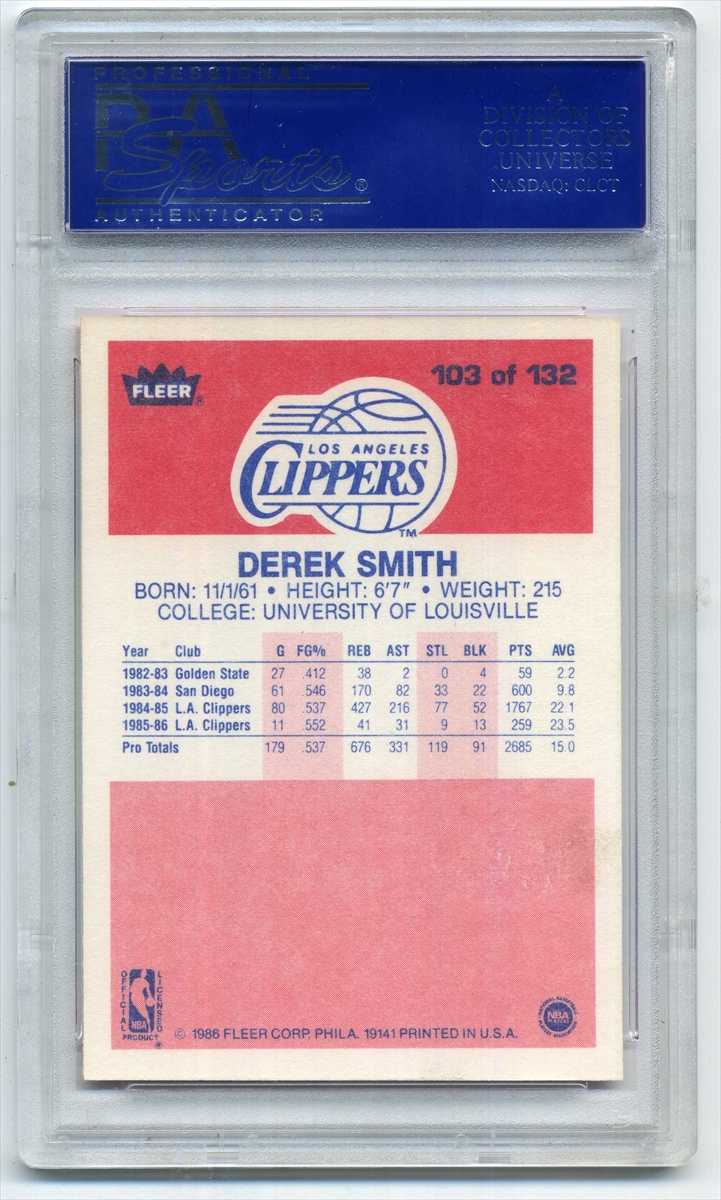 PROFESSIONAL
PSA
Sports®
AUTHENTICATOR
A
DIVISION OF
COLLECTORS
UNIVERSE
NASDAQ: CLCT
FLEER®
103 of 132
LOS ANGELES
CLIPPERS
TM
DEREK SMITH
BORN: 11/1/61 • HEIGHT: 6'7" • WEIGHT: 215
COLLEGE: UNIVERSITY OF LOUISVILLE
Year Club G FG% REB AST STL BLK PTS AVG
1982-83 Golden State 27 .412 38 2 0 4 59 2.2
1983-84 San Diego 61 .546 170 82 33 22 600 9.8
1984-85 L.A. Clippers 80 .537 427 216 77 52 1767 22.1
1985-86 L.A. Clippers 11 .552 41 31 9 13 259 23.5
Pro Totals 179 .537 676 331 119 91 2685 15.0
OFFICIAL LICENSED
NBA
PRODUCT ®
© 1986 FLEER CORP. PHILA. 19141 PRINTED IN U.S.A.
NATIONAL BASKETBALL
NBA
PLAYERS
PLAYERS ASSOCIATION